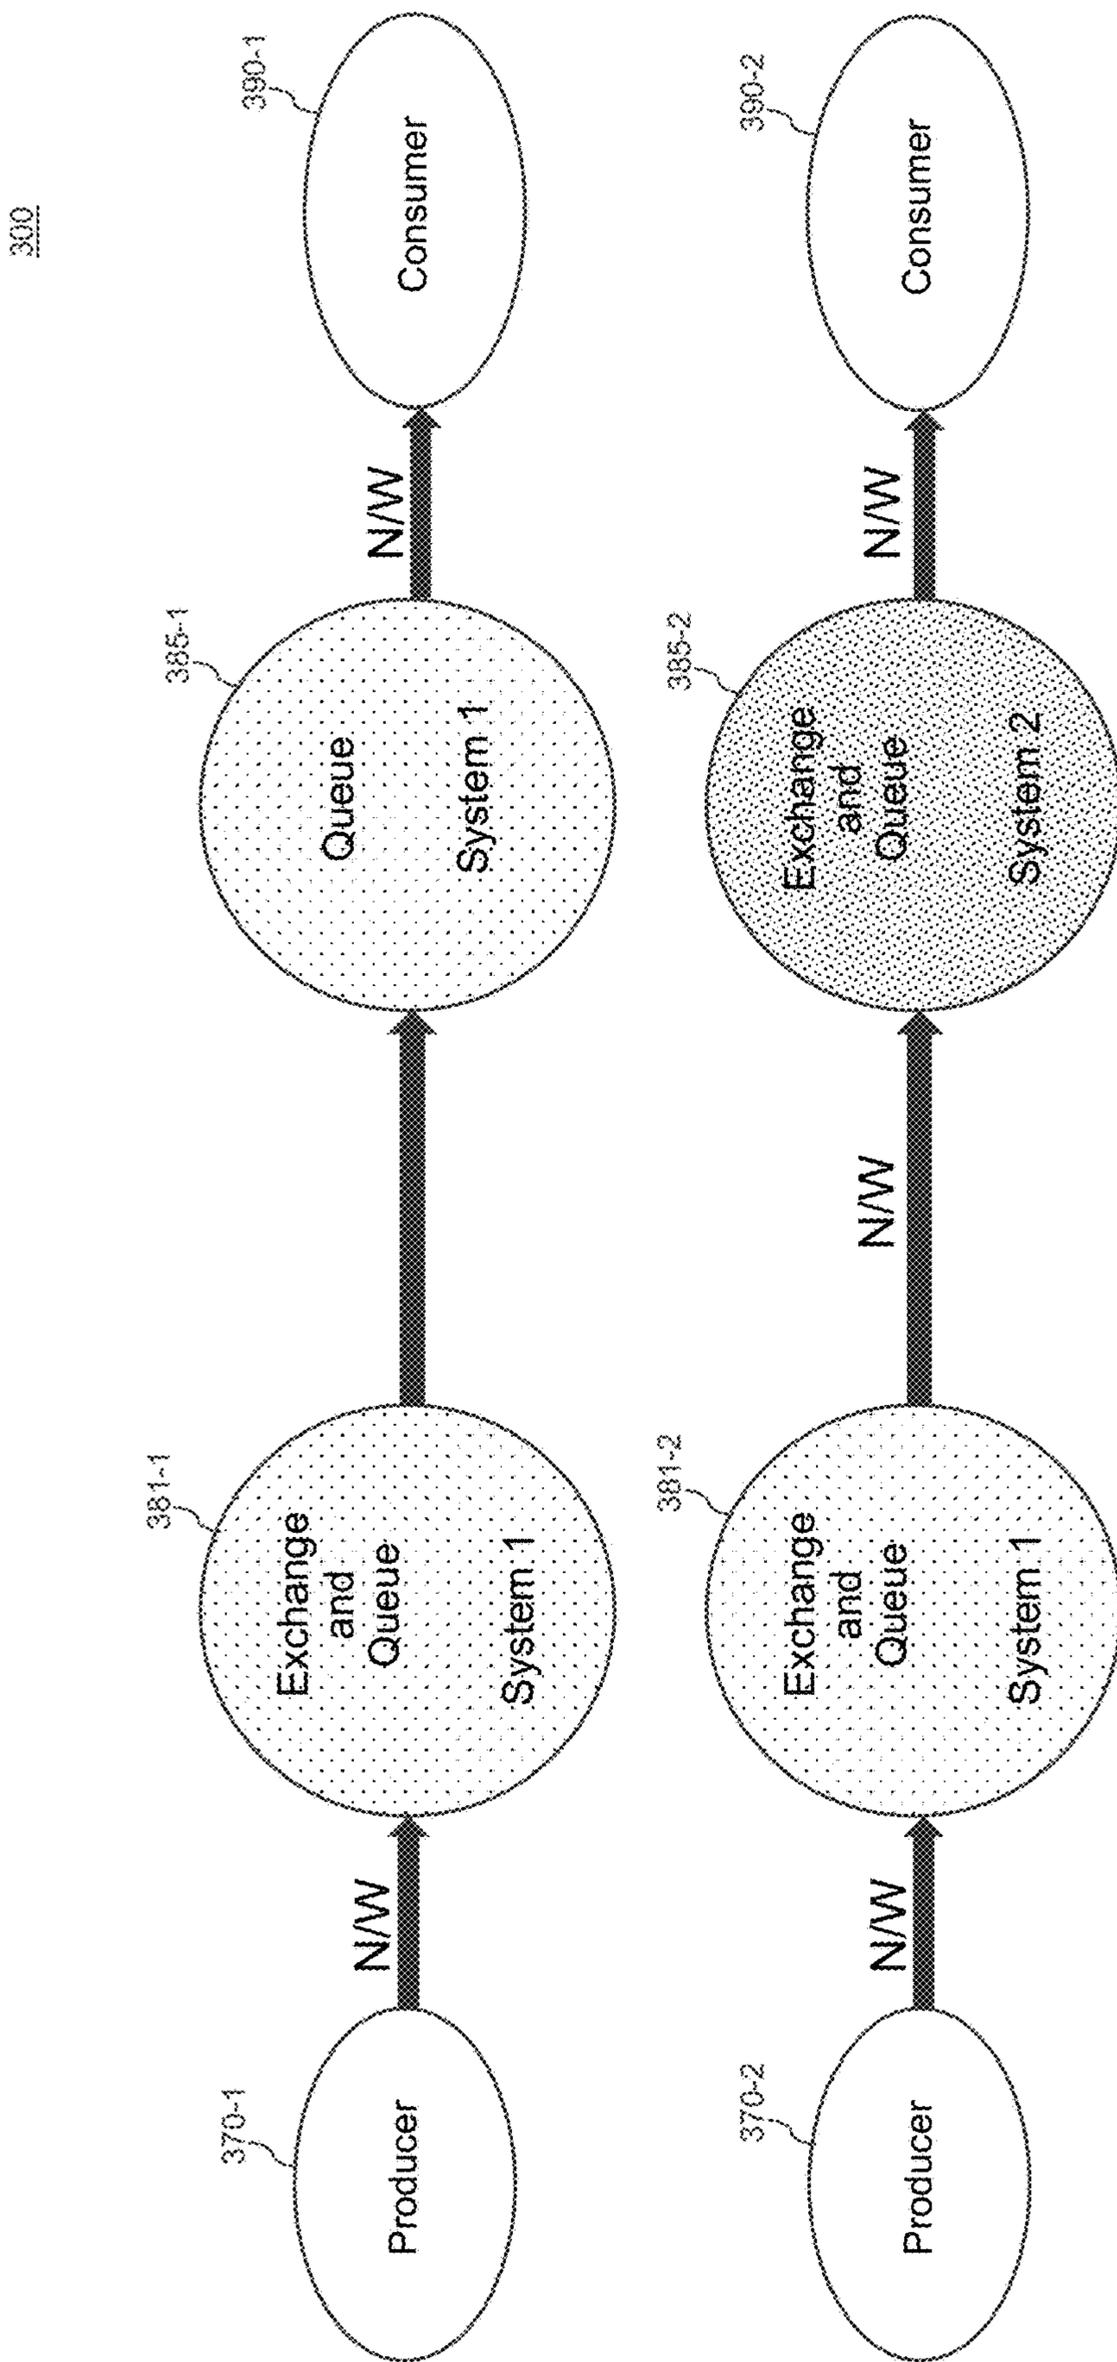 300
370-1
Producer
N/W
381-1
Exchange
and
Queue
System 1
385-1
Queue
System 1
N/W
390-1
Consumer
370-2
Producer
N/W
381-2
Exchange
and
Queue
System 1
N/W
385-2
Exchange
and
Queue
System 2
N/W
390-2
Consumer